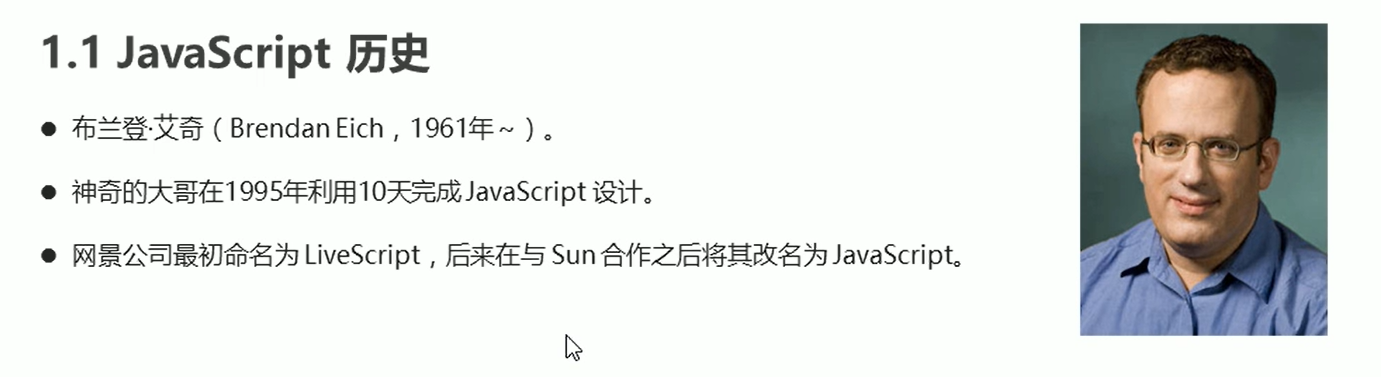 1.1 JavaScript 历史
● 布兰登·艾奇（Brendan Eich，1961年～）。
● 神奇的大哥在1995年利用10天完成 JavaScript 设计。
● 网景公司最初命名为 LiveScript，后来在与 Sun 合作之后将其改名为 JavaScript。